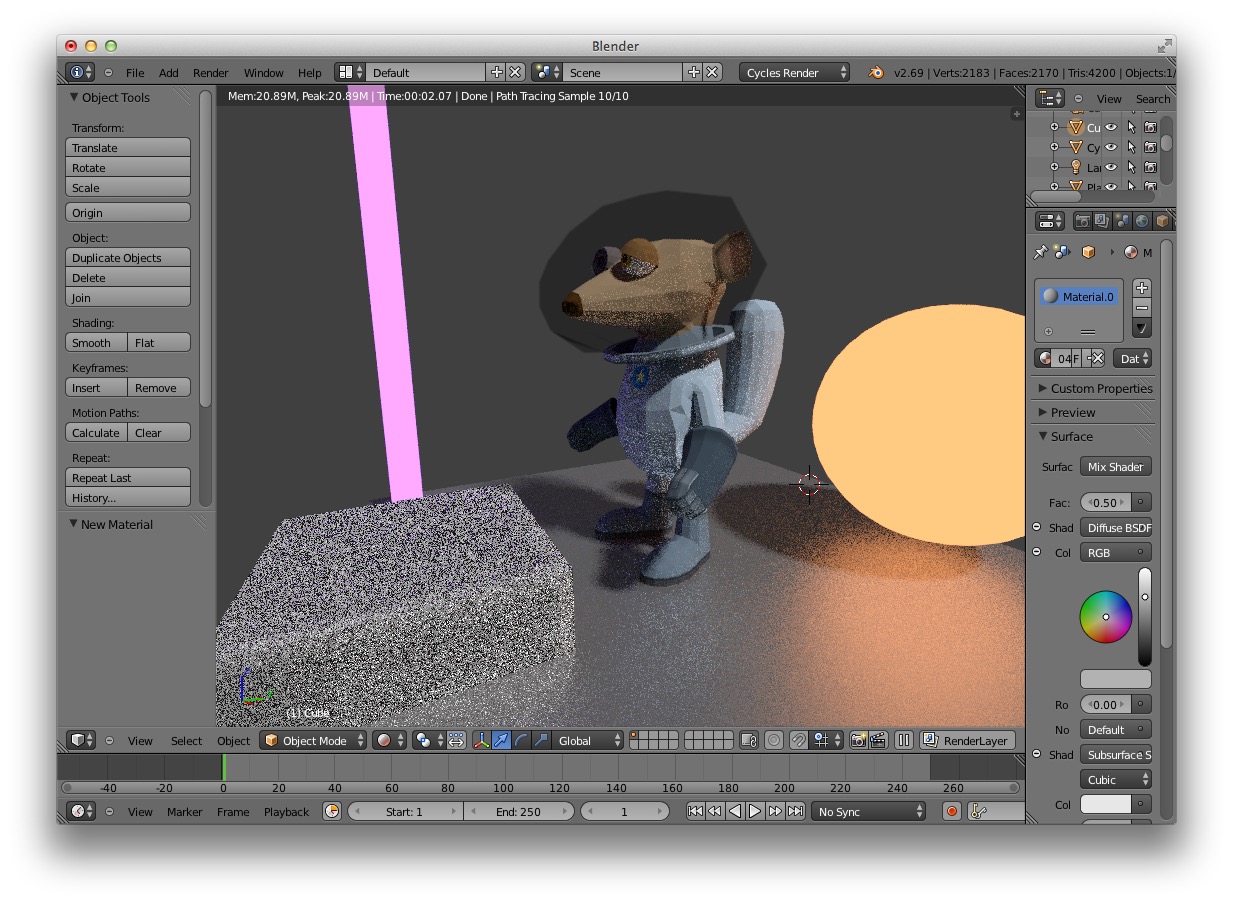 Blender
File Add Render Window Help Default Scene Cycles Render v2.69 | Verts:2183 | Faces:2170 | Tris:4200 | Objects:1/
Object Tools
Transform:
Translate
Rotate
Scale
Origin
Object:
Duplicate Objects
Delete
Join
Shading:
Smooth Flat
Keyframes:
Insert Remove
Motion Paths:
Calculate Clear
Repeat:
Repeat Last
History...
New Material
Mem:20.89M, Peak:20.89M | Time:00:02.07 | Done | Path Tracing Sample 10/10
(1) Cube
View Search
Cu
Cy
Lar
Pla
M
Material.0
04 F Dat
Custom Properties
Preview
Surface
Surfac Mix Shader
Fac: 0.50
Shad Diffuse BSDF
Col RGB
Ro 0.00
No Default
Shad Subsurface S
Cubic
Col
View Select Object Object Mode Global RenderLayer
-40 -20 0 20 40 60 80 100 120 140 160 180 200 220 240 260
View Marker Frame Playback Start: 1 End: 250 1 No Sync